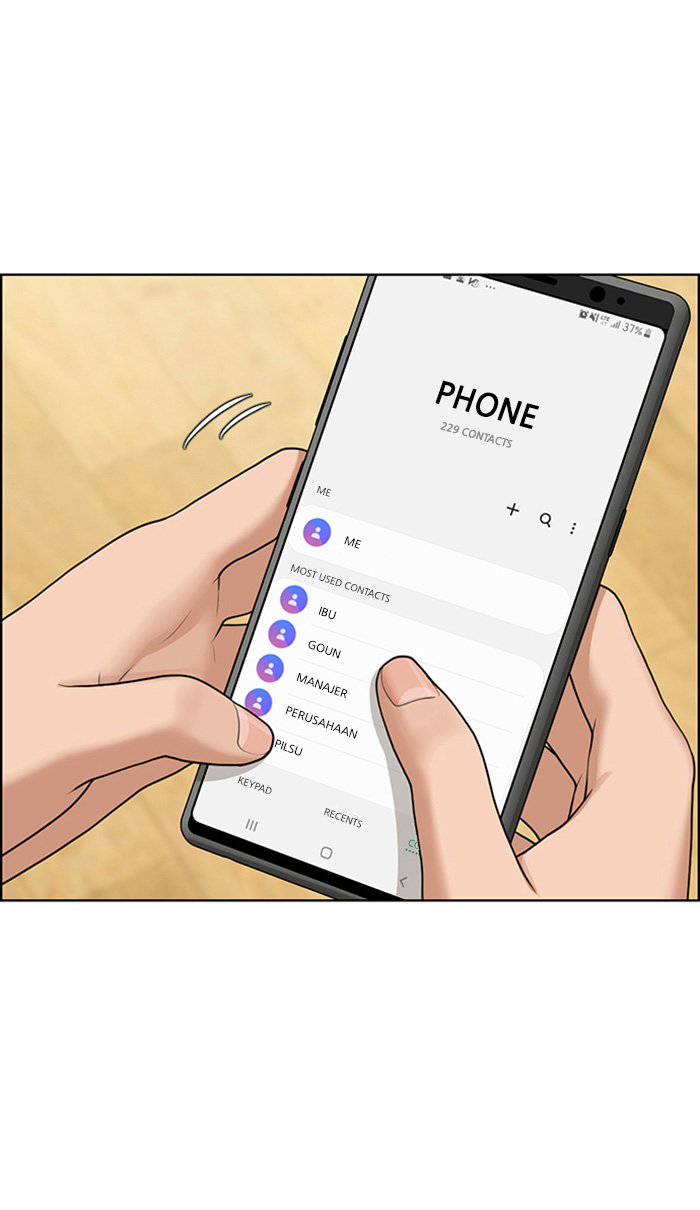 37%
PHONE
229 CONTACTS
ME
ME
MOST USED CONTACTS
IBU
GOUN
MANAJER
PERUSAHAAN
PILSU
KEYPAD
RECENTS